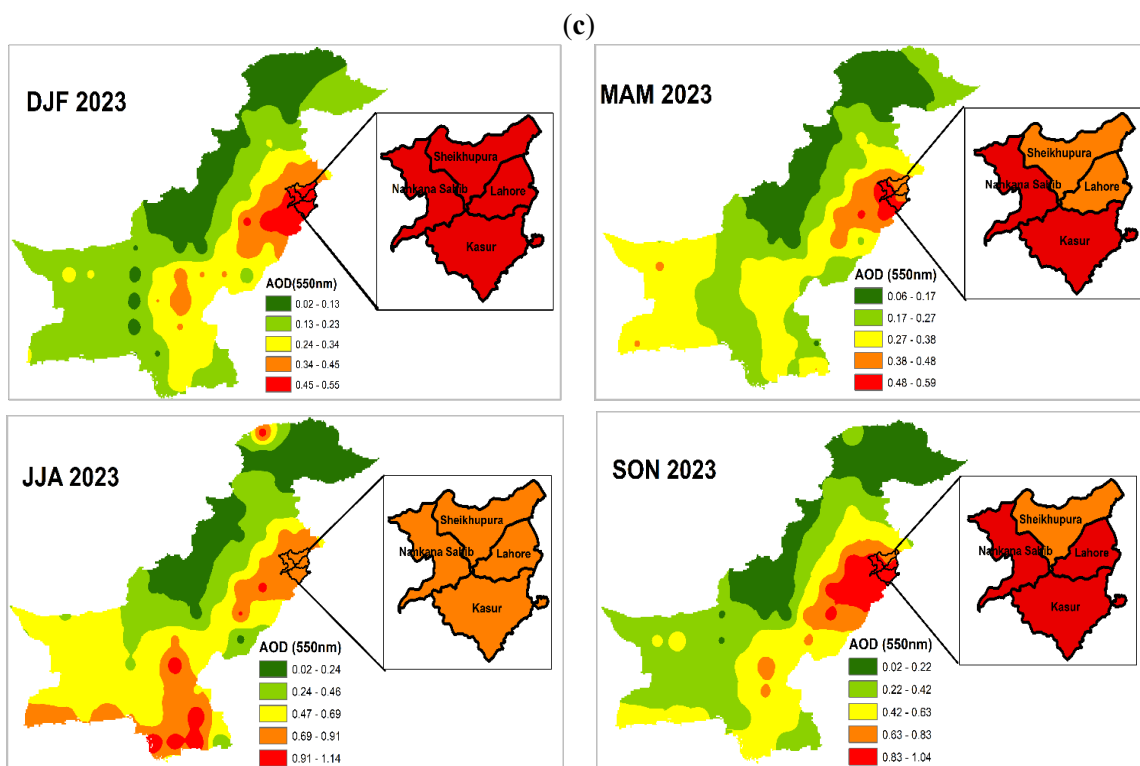 (c)
DJF 2023
Sheikhupura
Nankana Sahib
Lahore
Kasur
AOD(550nm)
0.02 - 0.13
0.13 - 0.23
0.24 - 0.34
0.34 - 0.45
0.45 - 0.55
MAM 2023
Sheikhupura
Nankana Sahib
Lahore
Kasur
AOD (550nm)
0.06 - 0.17
0.17 - 0.27
0.27 - 0.38
0.38 - 0.48
0.48 - 0.59
JJA 2023
Sheikhupura
Nankana Sahib
Lahore
Kasur
AOD (550nm)
0.02 - 0.24
0.24 - 0.46
0.47 - 0.69
0.69 - 0.91
0.91 - 1.14
SON 2023
Sheikhupura
Nankana Sahib
Lahore
Kasur
AOD (550nm)
0.02 - 0.22
0.22 - 0.42
0.42 - 0.63
0.63 - 0.83
0.83 - 1.04